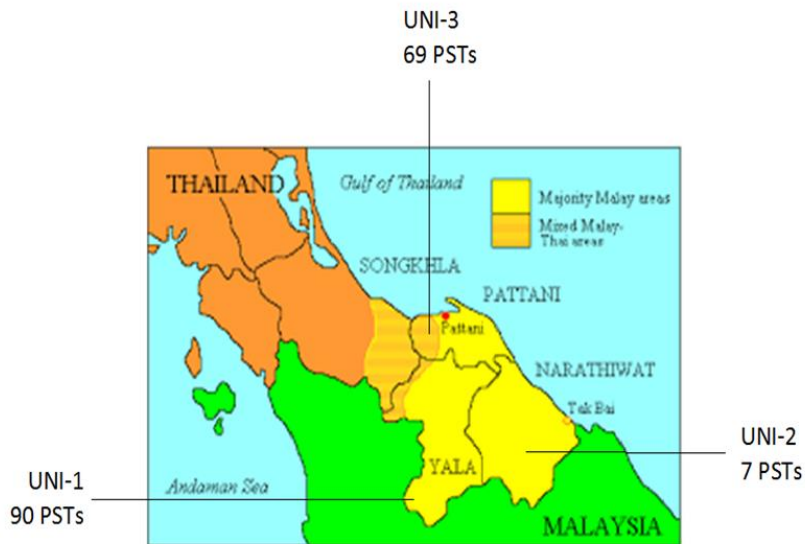 UNI-3
69 PSTs
THAILAND
Gulf of Thailand
Majority Malay areas
Mixed Malay-
Thai areas
SONGKHLA
PATTANI
Pattani
NARATHIWAT
Tak Bai
UNI-2
7 PSTs
YALA
UNI-1
90 PSTs
Andaman Sea
MALAYSIA